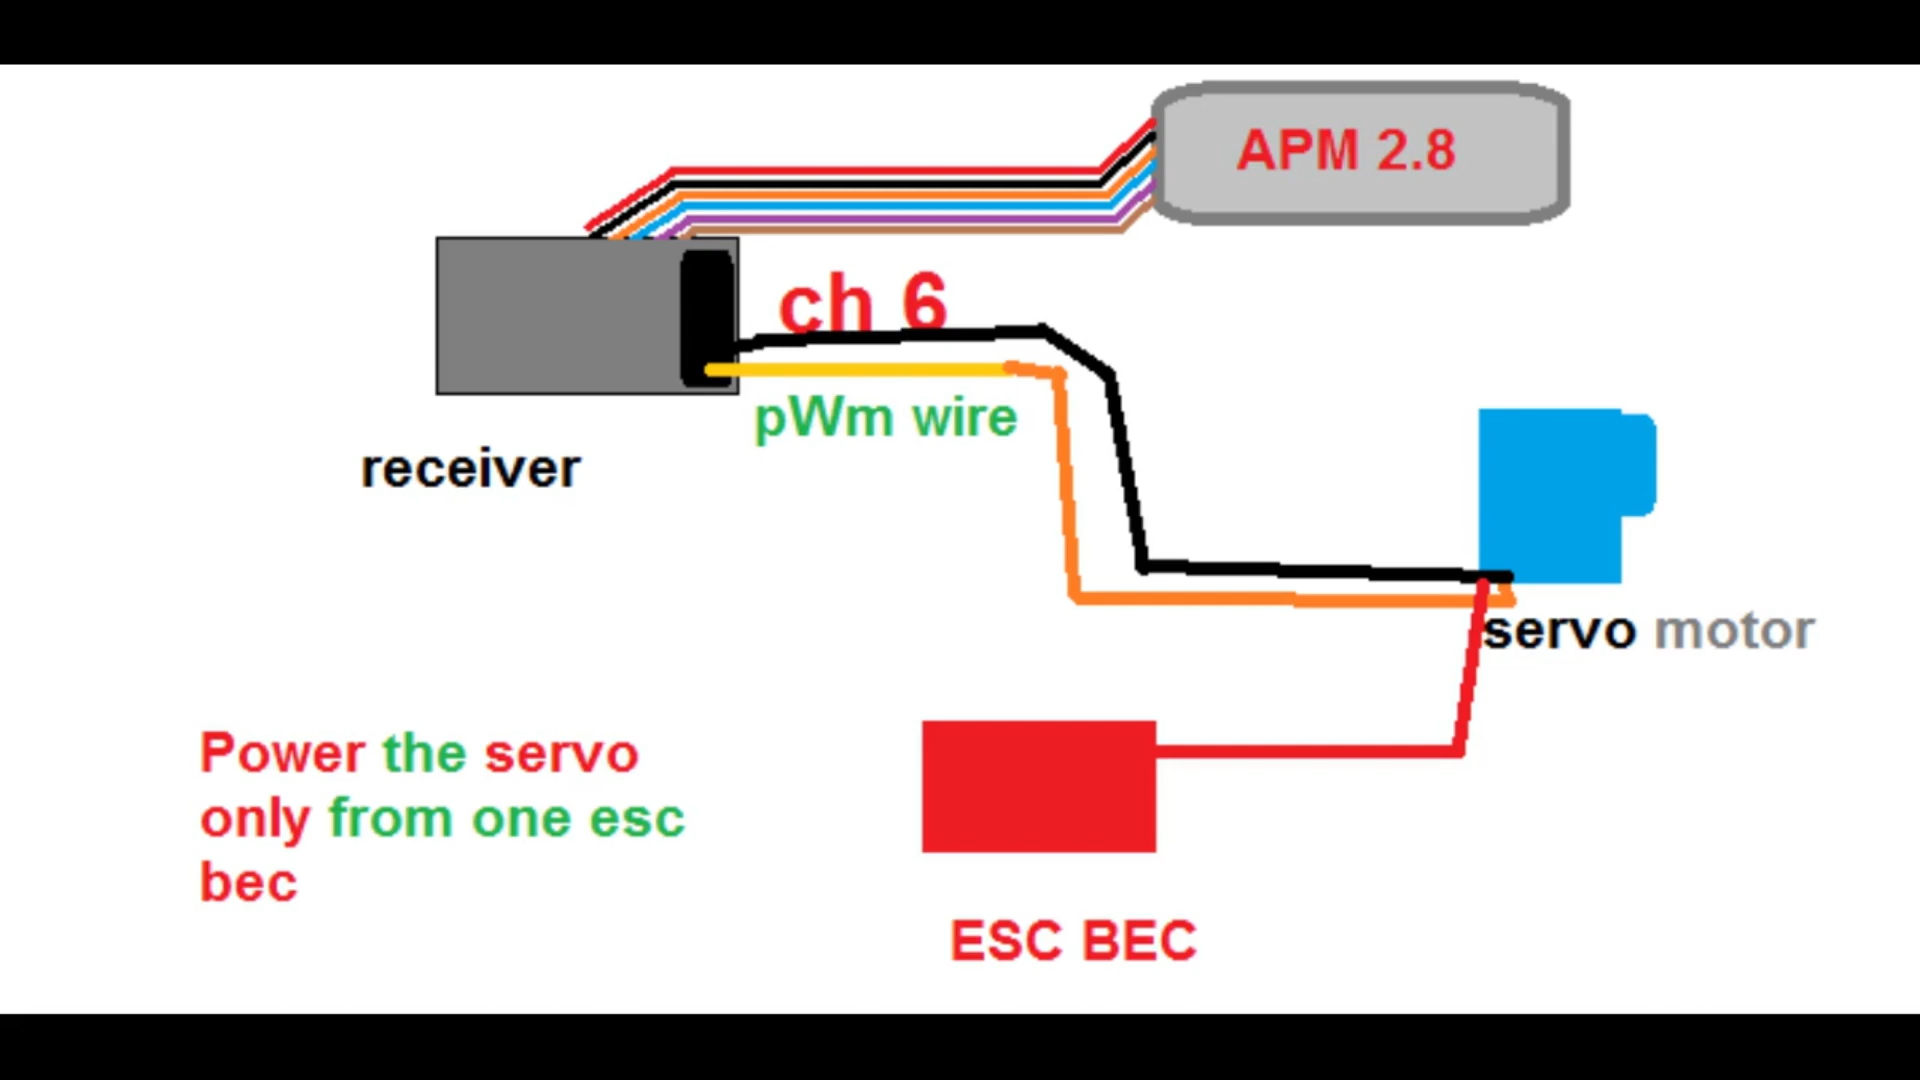 APM 2.8
ch 6
pWm wire
receiver
servo motor
Power the servo
only from one esc
bec
ESC BEC